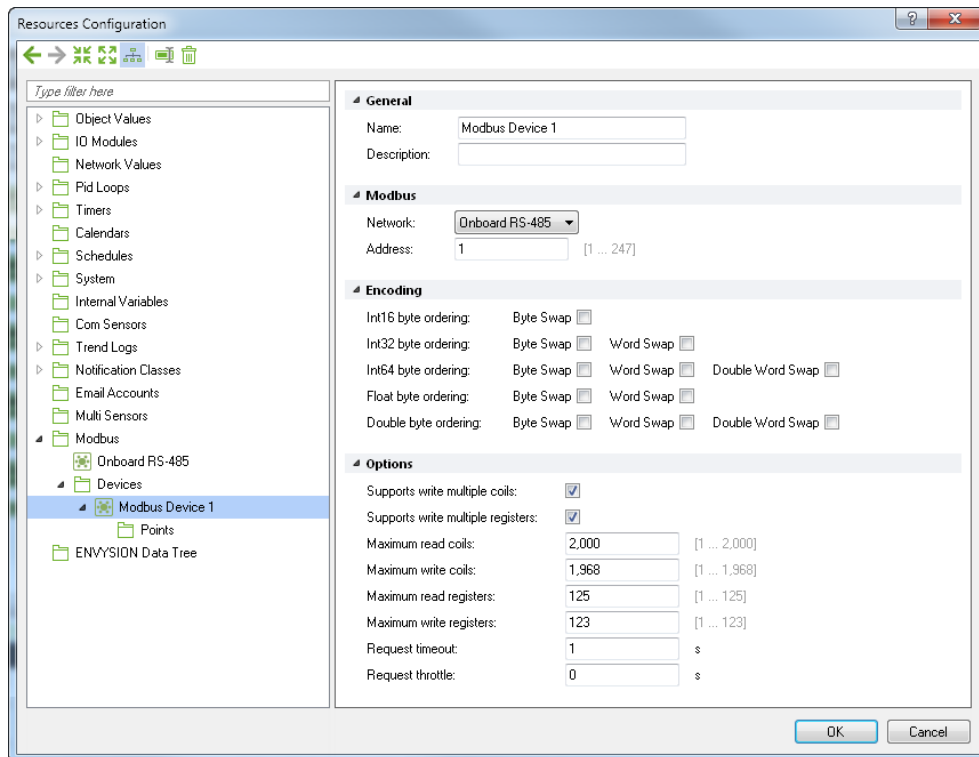 Resources Configuration
Type filter here
Object Values
IO Modules
Network Values
Pid Loops
Timers
Calendars
Schedules
System
Internal Variables
Com Sensors
Trend Logs
Notification Classes
Email Accounts
Multi Sensors
Modbus
Onboard RS-485
Devices
Modbus Device 1
Points
ENVYSION Data Tree
General
Name: Modbus Device 1
Description:
Modbus
Network: Onboard RS-485
Address: 1 [1 ... 247]
Encoding
Int16 byte ordering: Byte Swap
Int32 byte ordering: Byte Swap Word Swap
Int64 byte ordering: Byte Swap Word Swap Double Word Swap
Float byte ordering: Byte Swap Word Swap
Double byte ordering: Byte Swap Word Swap Double Word Swap
Options
Supports write multiple coils:
Supports write multiple registers:
Maximum read coils: 2,000 [1 ... 2,000]
Maximum write coils: 1,968 [1 ... 1,968]
Maximum read registers: 125 [1 ... 125]
Maximum write registers: 123 [1 ... 123]
Request timeout: 1 s
Request throttle: 0 s
OK Cancel